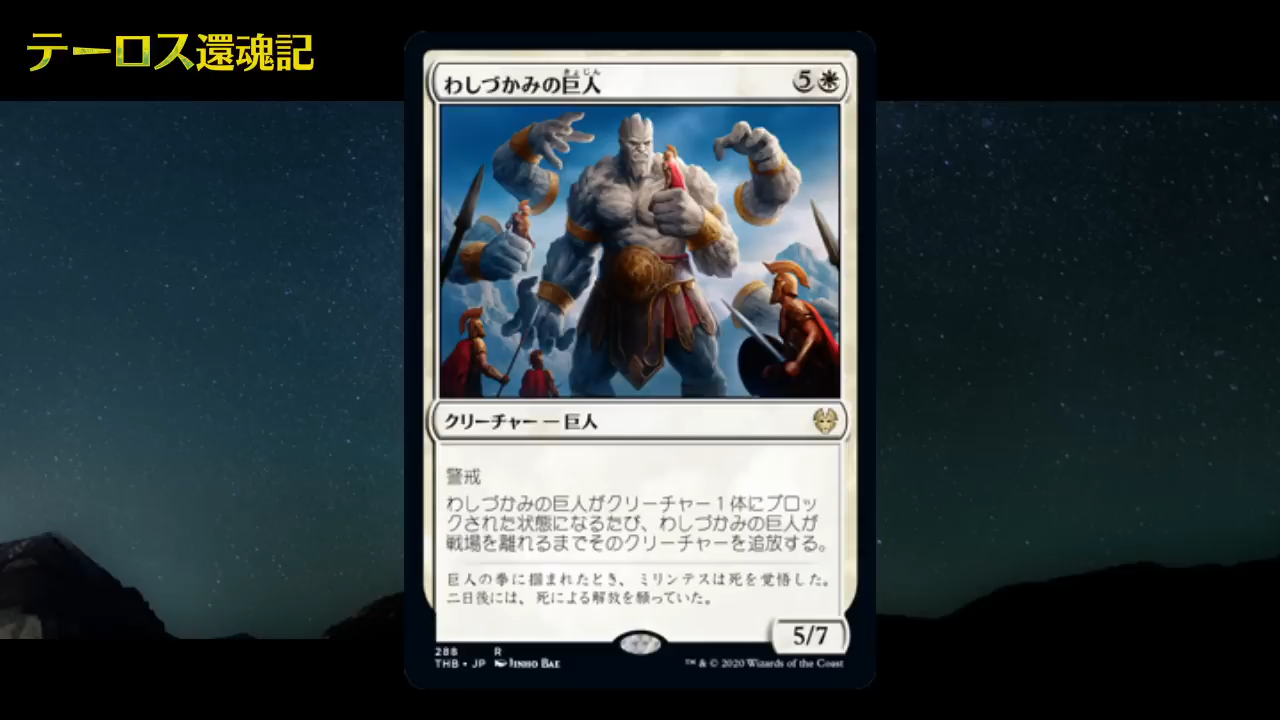 テーロス還魂記
きょじん
わしづかみの巨人
5
クリーチャー — 巨人
警戒
わしづかみの巨人がクリーチャー1体にブロッ
クされた状態になるたび、わしづかみの巨人が
戦場を離れるまでそのクリーチャーを追放する。
巨人の拳に掴まれたとき、ミリンテスは死を覚悟した。
二日後には、死による解放を願っていた。
5/7
288 R
THB • JP Jinho Bae
™ & © 2020 Wizards of the Coast